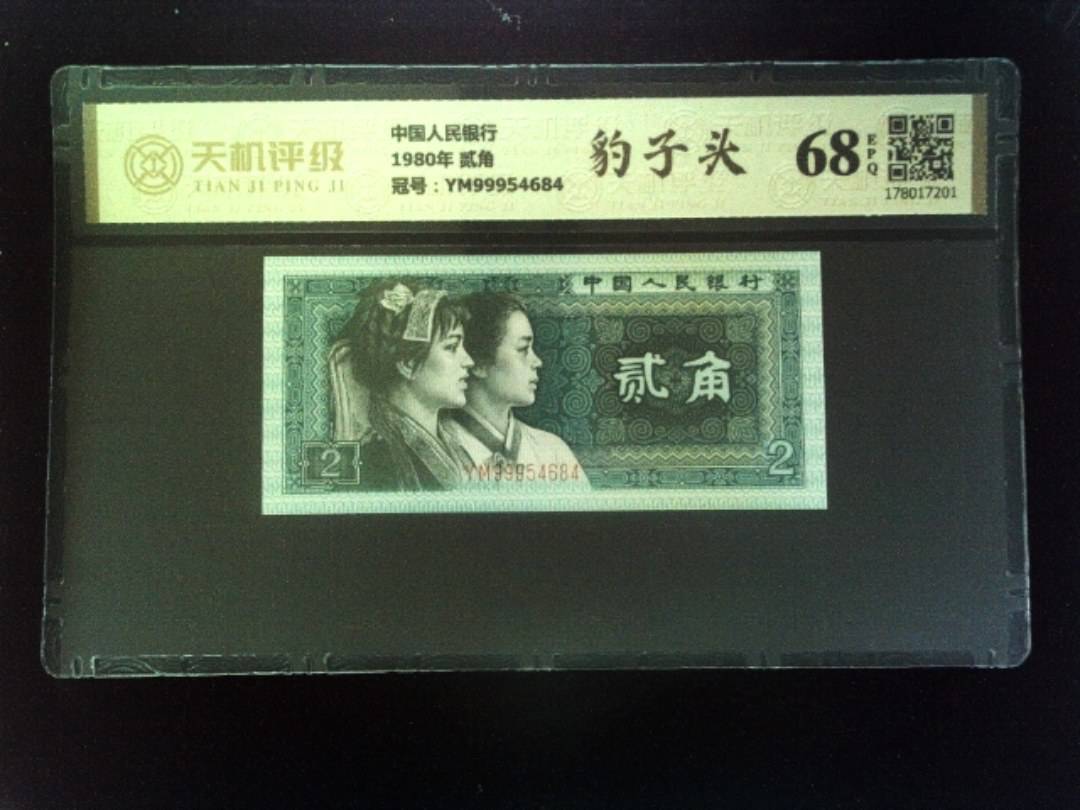 天机评级
TIAN JI PING JI
中国人民银行
1980年 贰角
冠号：YM99954684
豹子头
68
EPQ
178017201
中国人民银行
贰角
2
2
YM99954684